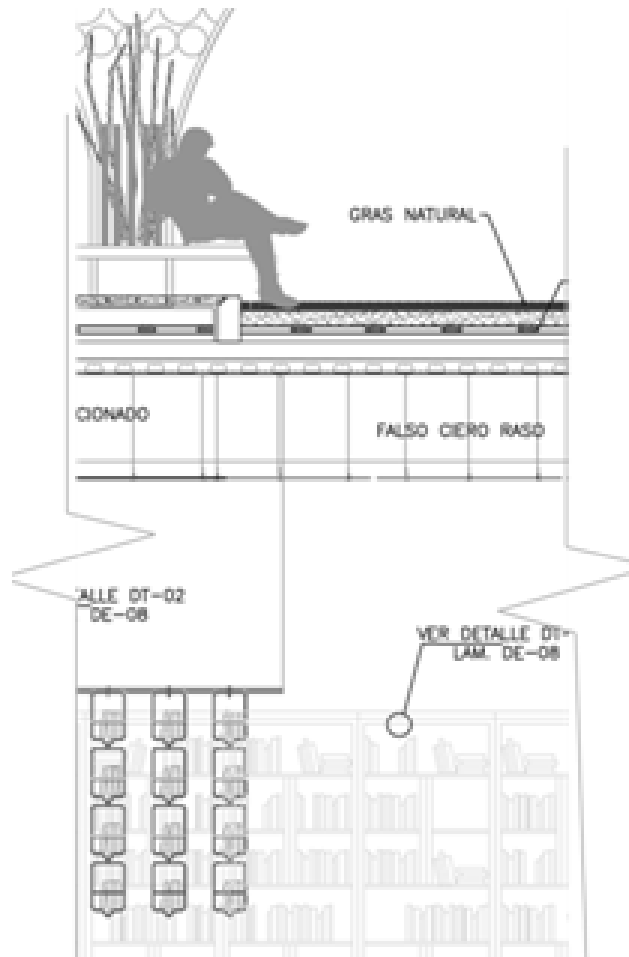 GRAS NATURAL
CIONADO
FALSO CIERO RASO
ALLE DT-02
DE-08
VER DETALLE DT-
LAM. DE-08